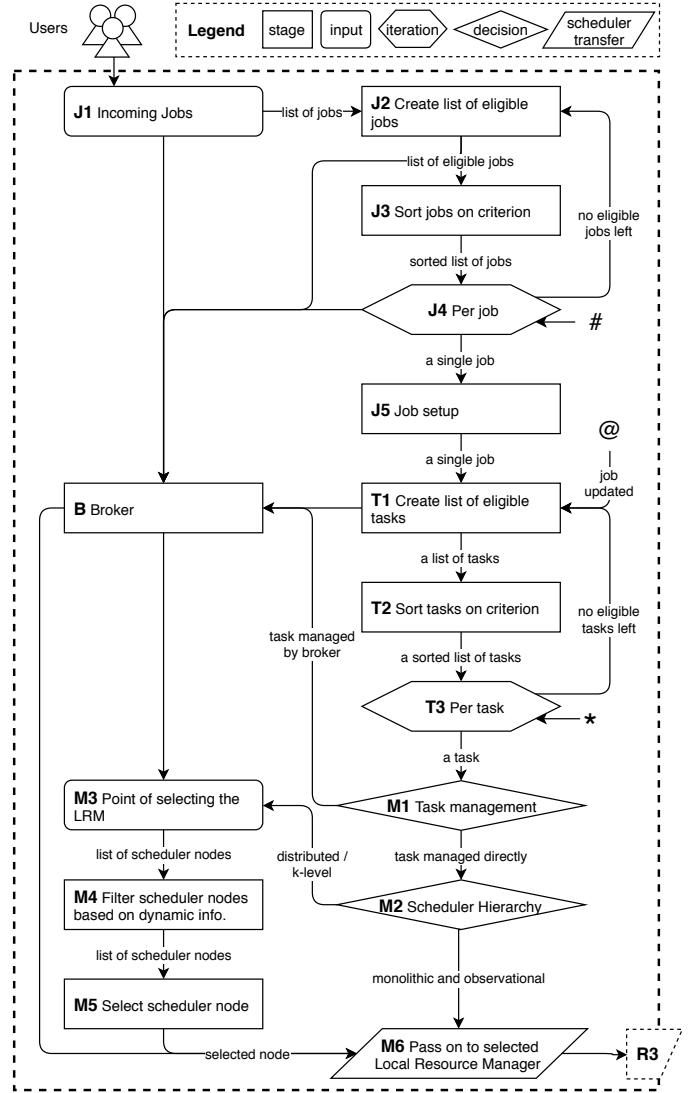 Users
Legend
stage
input
iteration
decision
scheduler
transfer
J1 Incoming Jobs
list of jobs
J2 Create list of eligible
jobs
list of eligible jobs
J3 Sort jobs on criterion
no eligible
jobs left
sorted list of jobs
J4 Per job
#
a single job
J5 Job setup
@
a single job
job
updated
B Broker
T1 Create list of eligible
tasks
a list of tasks
T2 Sort tasks on criterion
no eligible
tasks left
task managed
by broker
a sorted list of tasks
T3 Per task
*
a task
M3 Point of selecting the
LRM
M1 Task management
list of scheduler nodes
distributed /
k-level
task managed directly
M4 Filter scheduler nodes
based on dynamic info.
M2 Scheduler Hierarchy
list of scheduler nodes
monolithic and observational
M5 Select scheduler node
selected node
M6 Pass on to selected
Local Resource Manager
R3